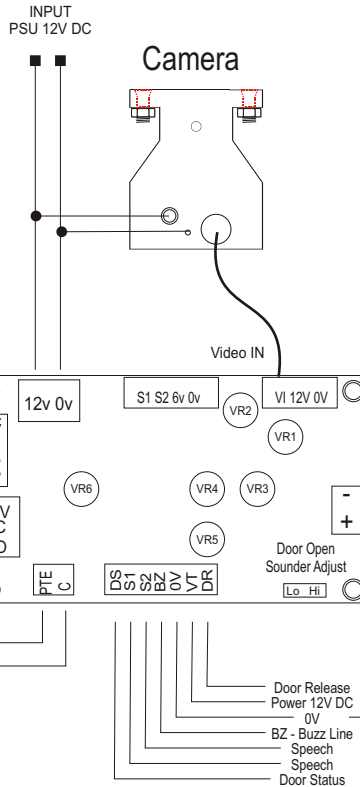 INPUT
PSU 12V DC
Camera
Video IN
12v 0v
S1 S2 6v 0v
VI 12V 0V
VR2
VR1
VR6
VR4
VR3
VR5
-
+
Door Open
Sounder Adjust
Lo Hi
PTE
C
DS
S1
S2
BZ
0V
VT
DR
Door Release
Power 12V DC
0V
BZ - Buzz Line
Speech
Speech
Door Status